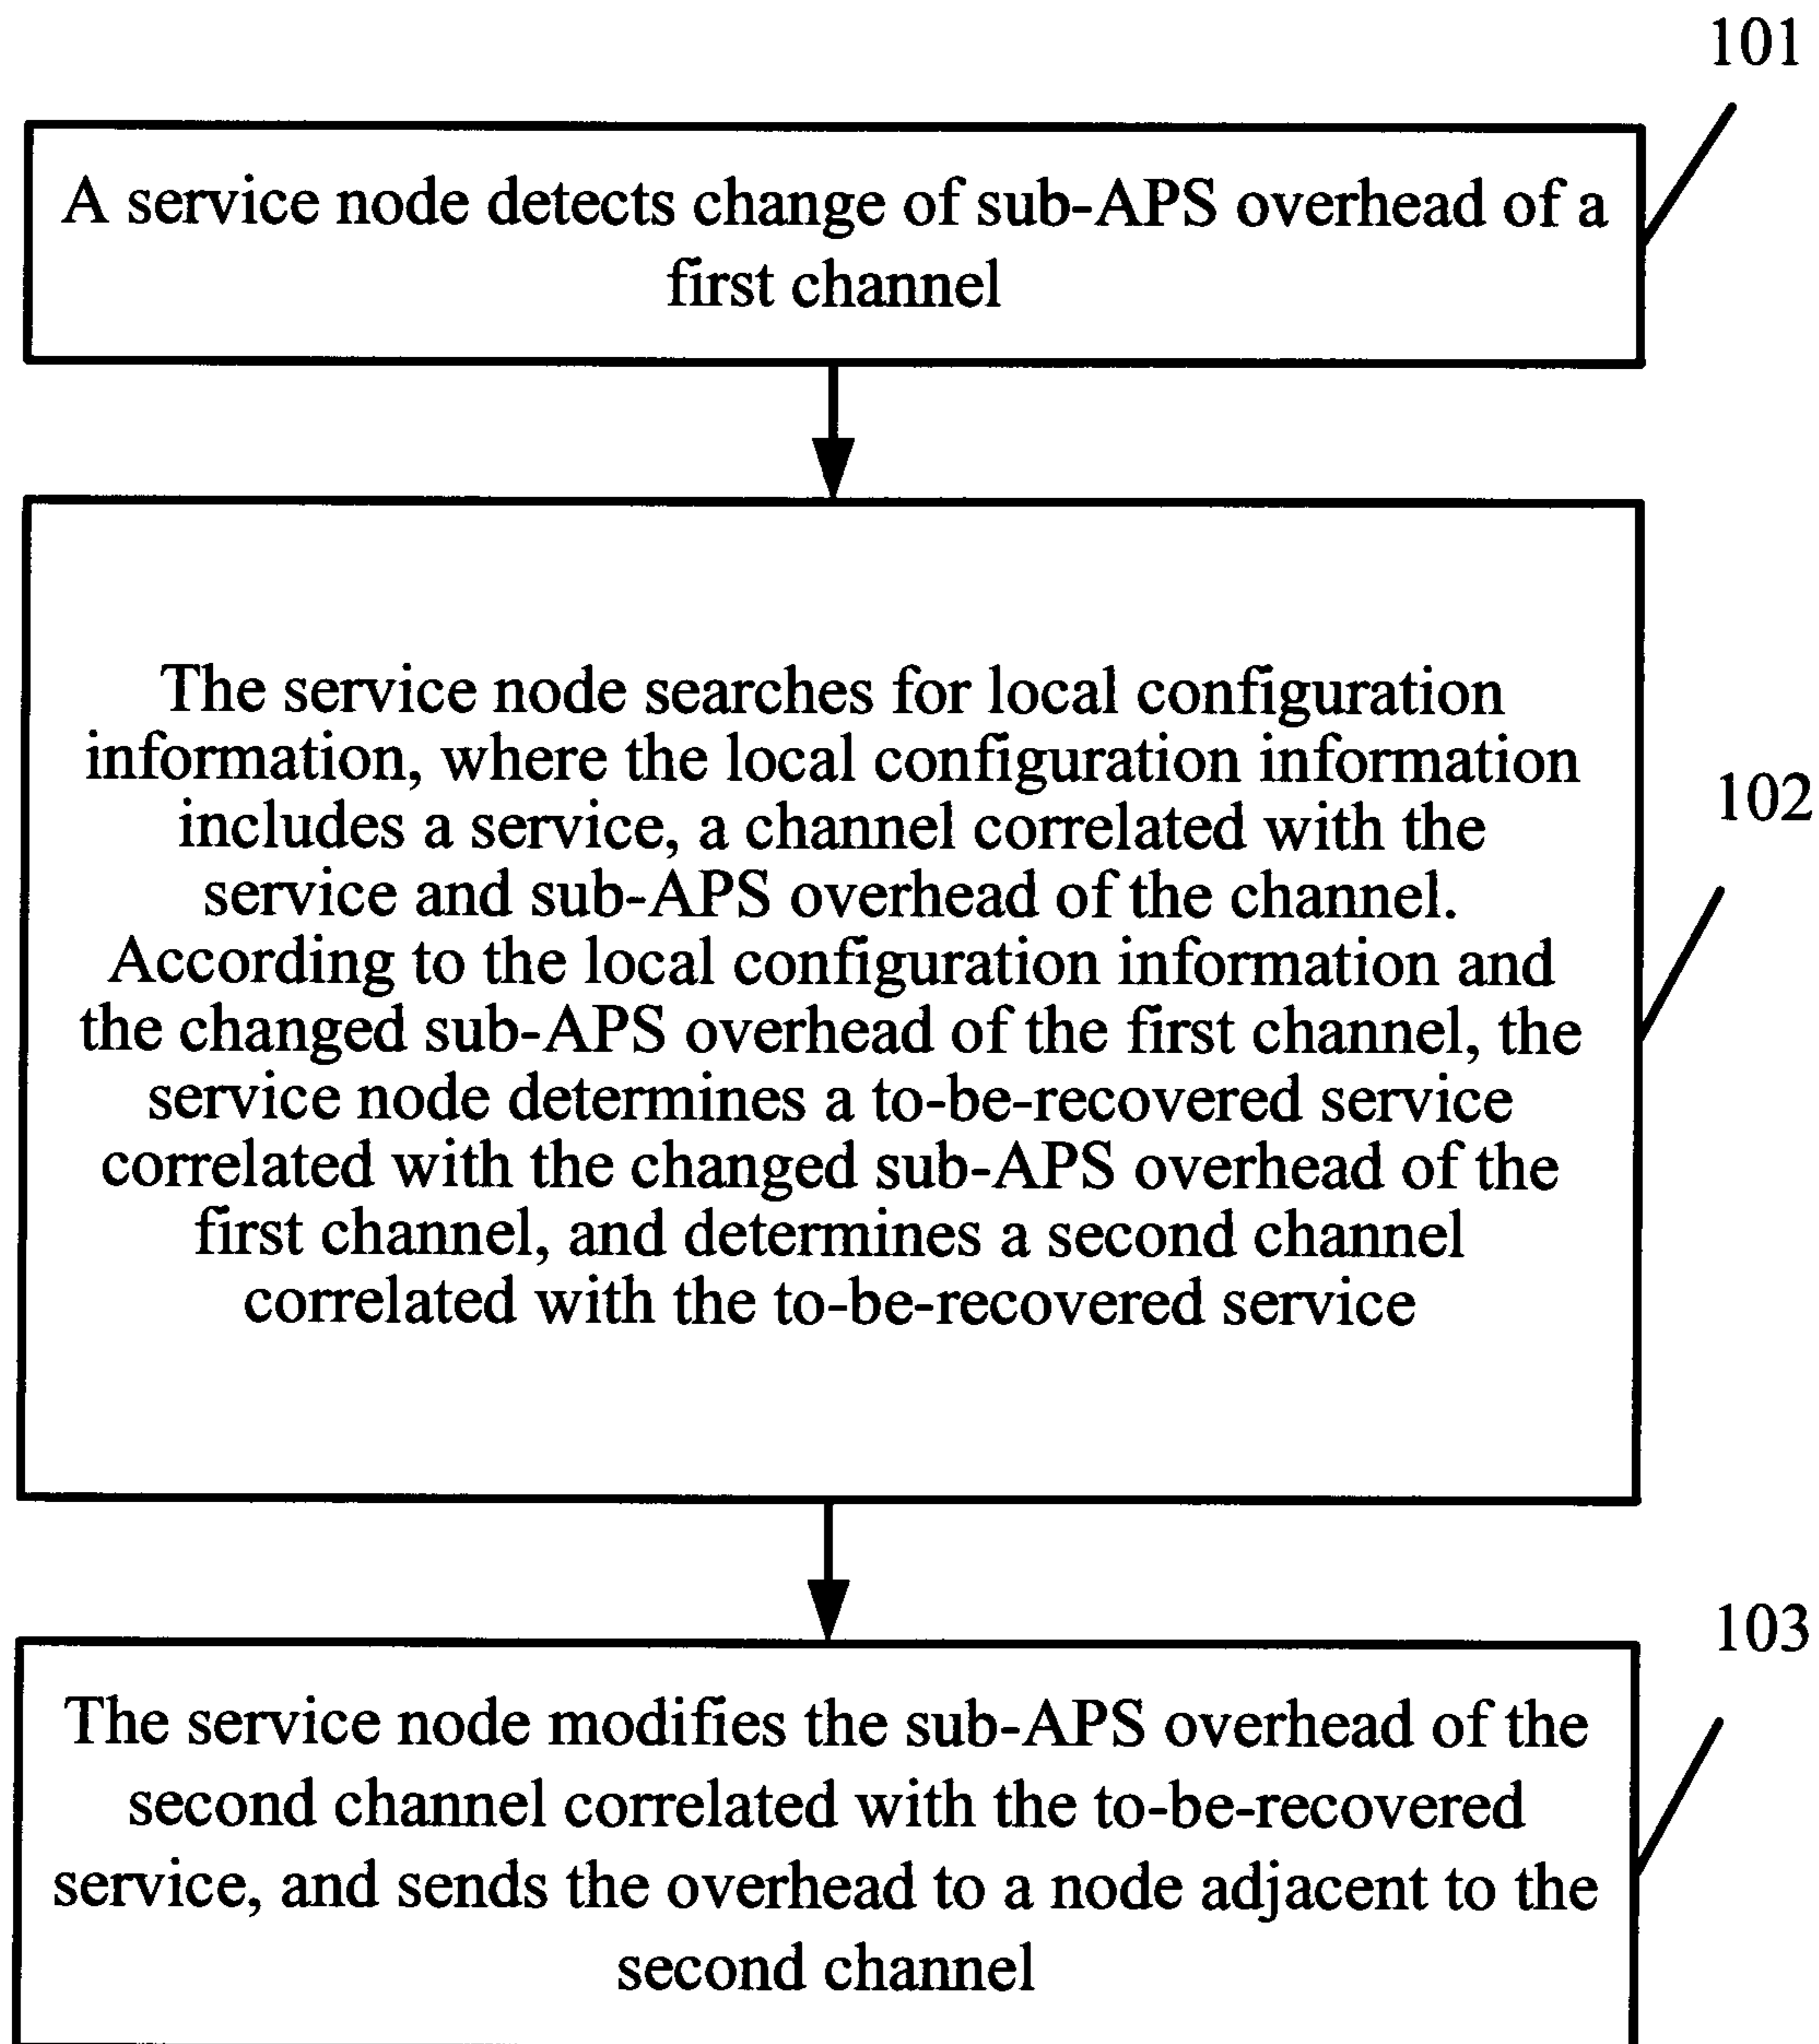 101
A service node detects change of sub-APS overhead of a
first channel
The service node searches for local configuration
information, where the local configuration information
includes a service, a channel correlated with the
service and sub-APS overhead of the channel.
According to the local configuration information and
the changed sub-APS overhead of the first channel, the
service node determines a to-be-recovered service
correlated with the changed sub-APS overhead of the
first channel, and determines a second channel
correlated with the to-be-recovered service
102
The service node modifies the sub-APS overhead of the
second channel correlated with the to-be-recovered
service, and sends the overhead to a node adjacent to the
second channel
103